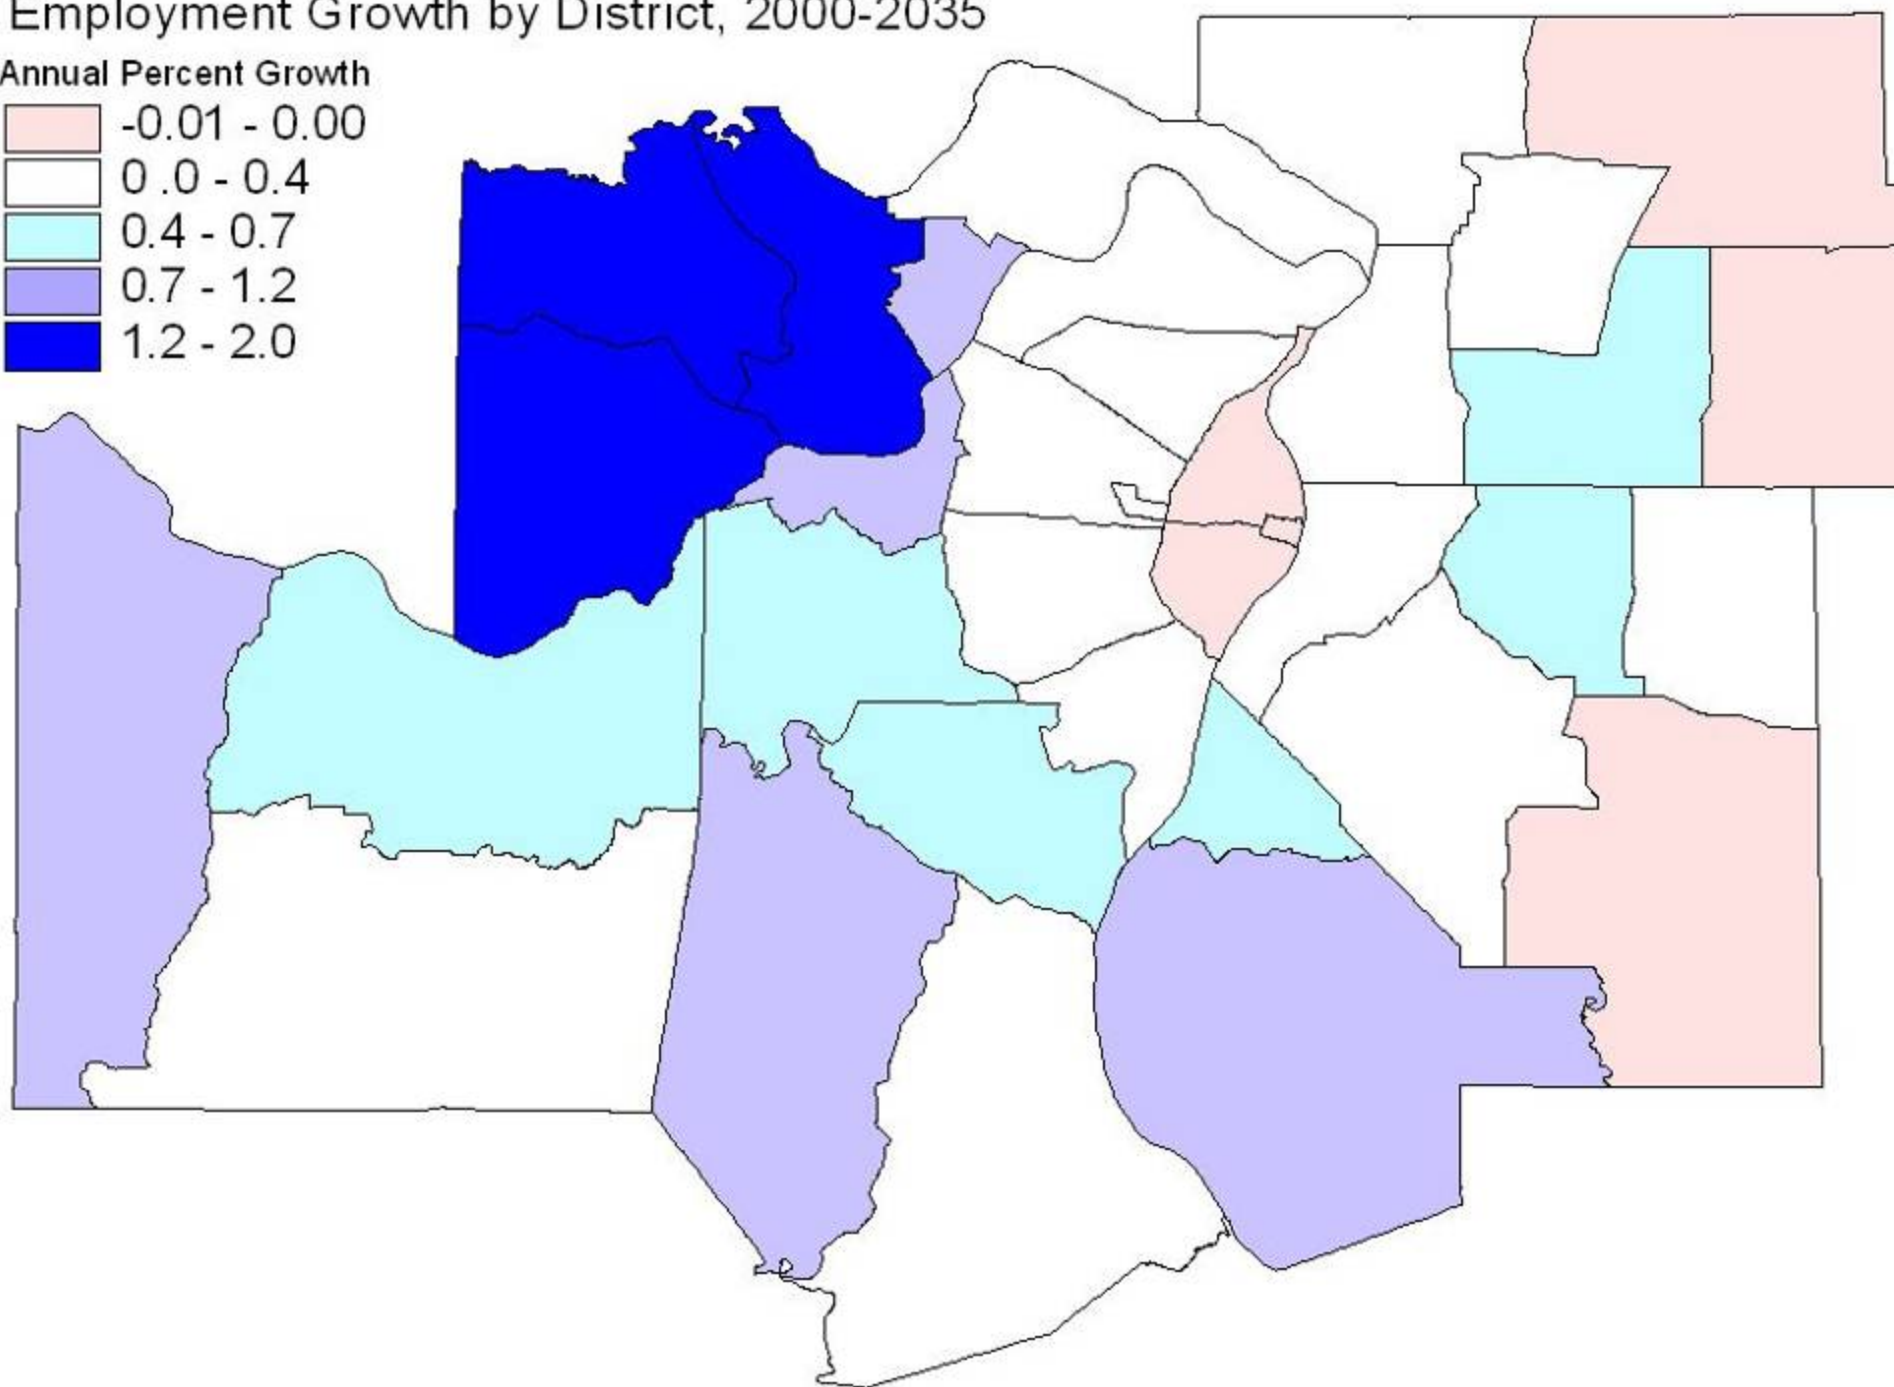 Employment Growth by District, 2000-2035
Annual Percent Growth
-0.01 - 0.00
0 .0 - 0.4
0.4 - 0.7
0.7 - 1.2
1.2 - 2.0